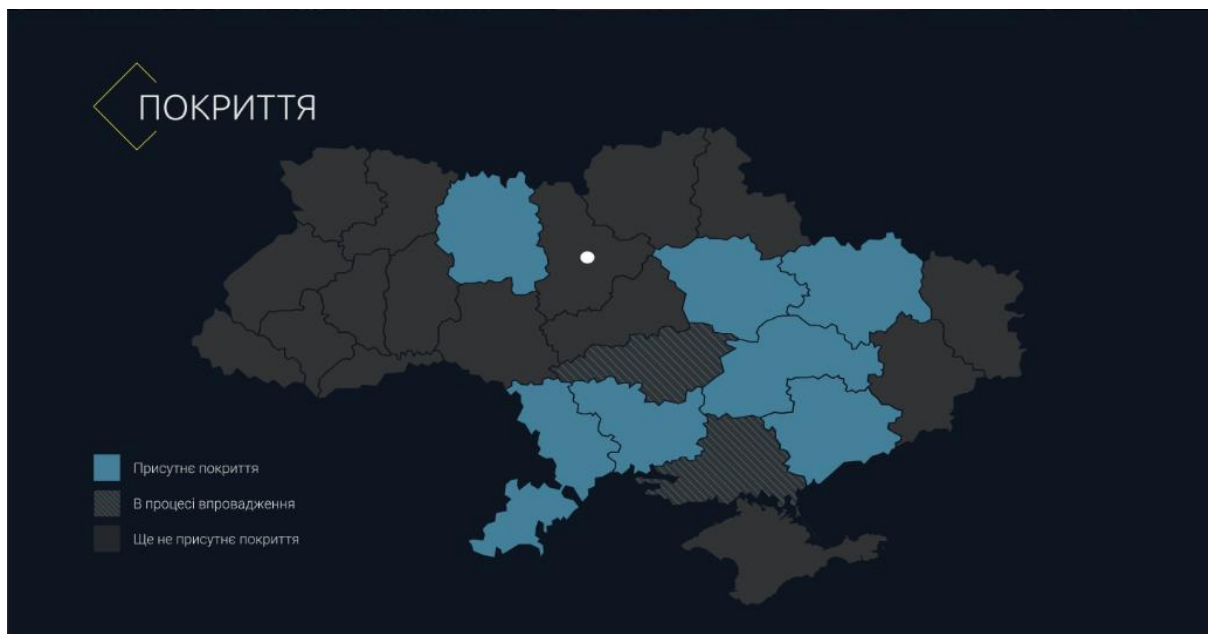 ПОКРИТТЯ
Присутнє покриття
В процесі впровадження
Ще не присутнє покриття